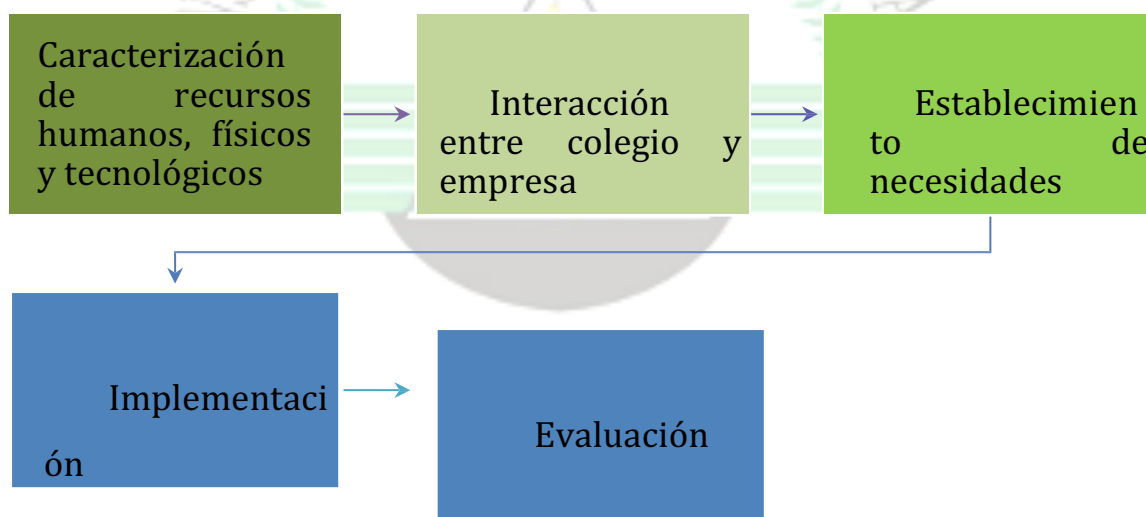 Caracterización
de recursos
humanos, físicos
y tecnológicos
Interacción
entre colegio y
empresa
Establecimien
to de
necesidades
Implementaci
ón
Evaluación